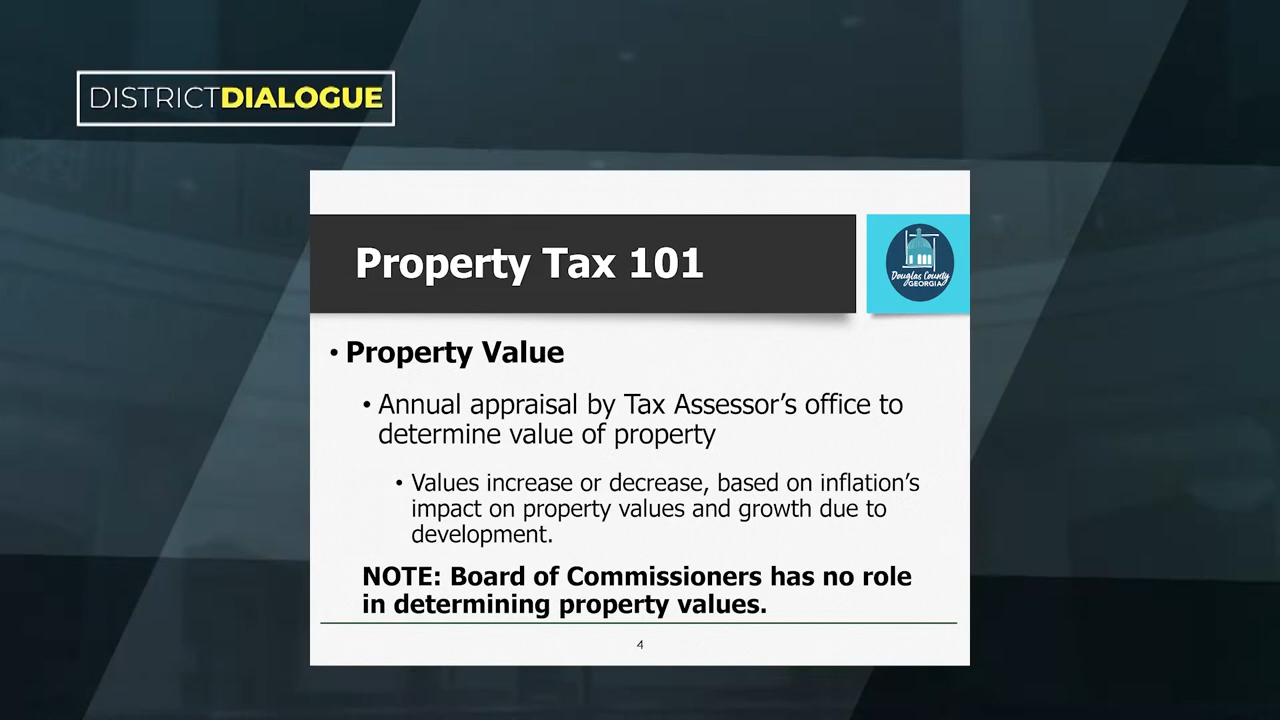 DISTRICTDIALOGUE
Property Tax 101
Douglas County
GEORGIA
• Property Value
• Annual appraisal by Tax Assessor’s office to
determine value of property
• Values increase or decrease, based on inflation’s
impact on property values and growth due to
development.
NOTE: Board of Commissioners has no role
in determining property values.
4